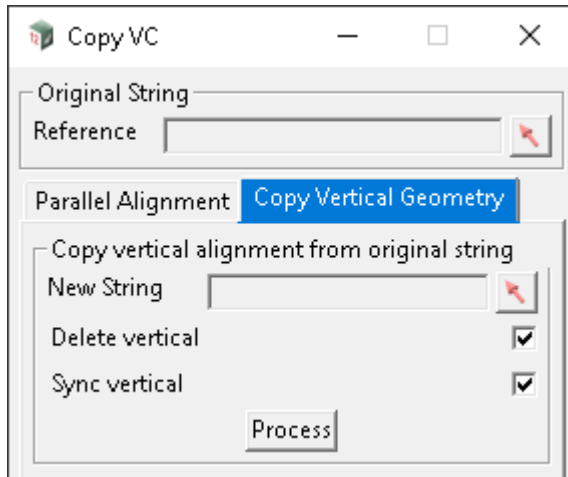 Copy VC
Original String
Reference
Parallel Alignment Copy Vertical Geometry
Copy vertical alignment from original string
New String
Delete vertical
Sync vertical
Process